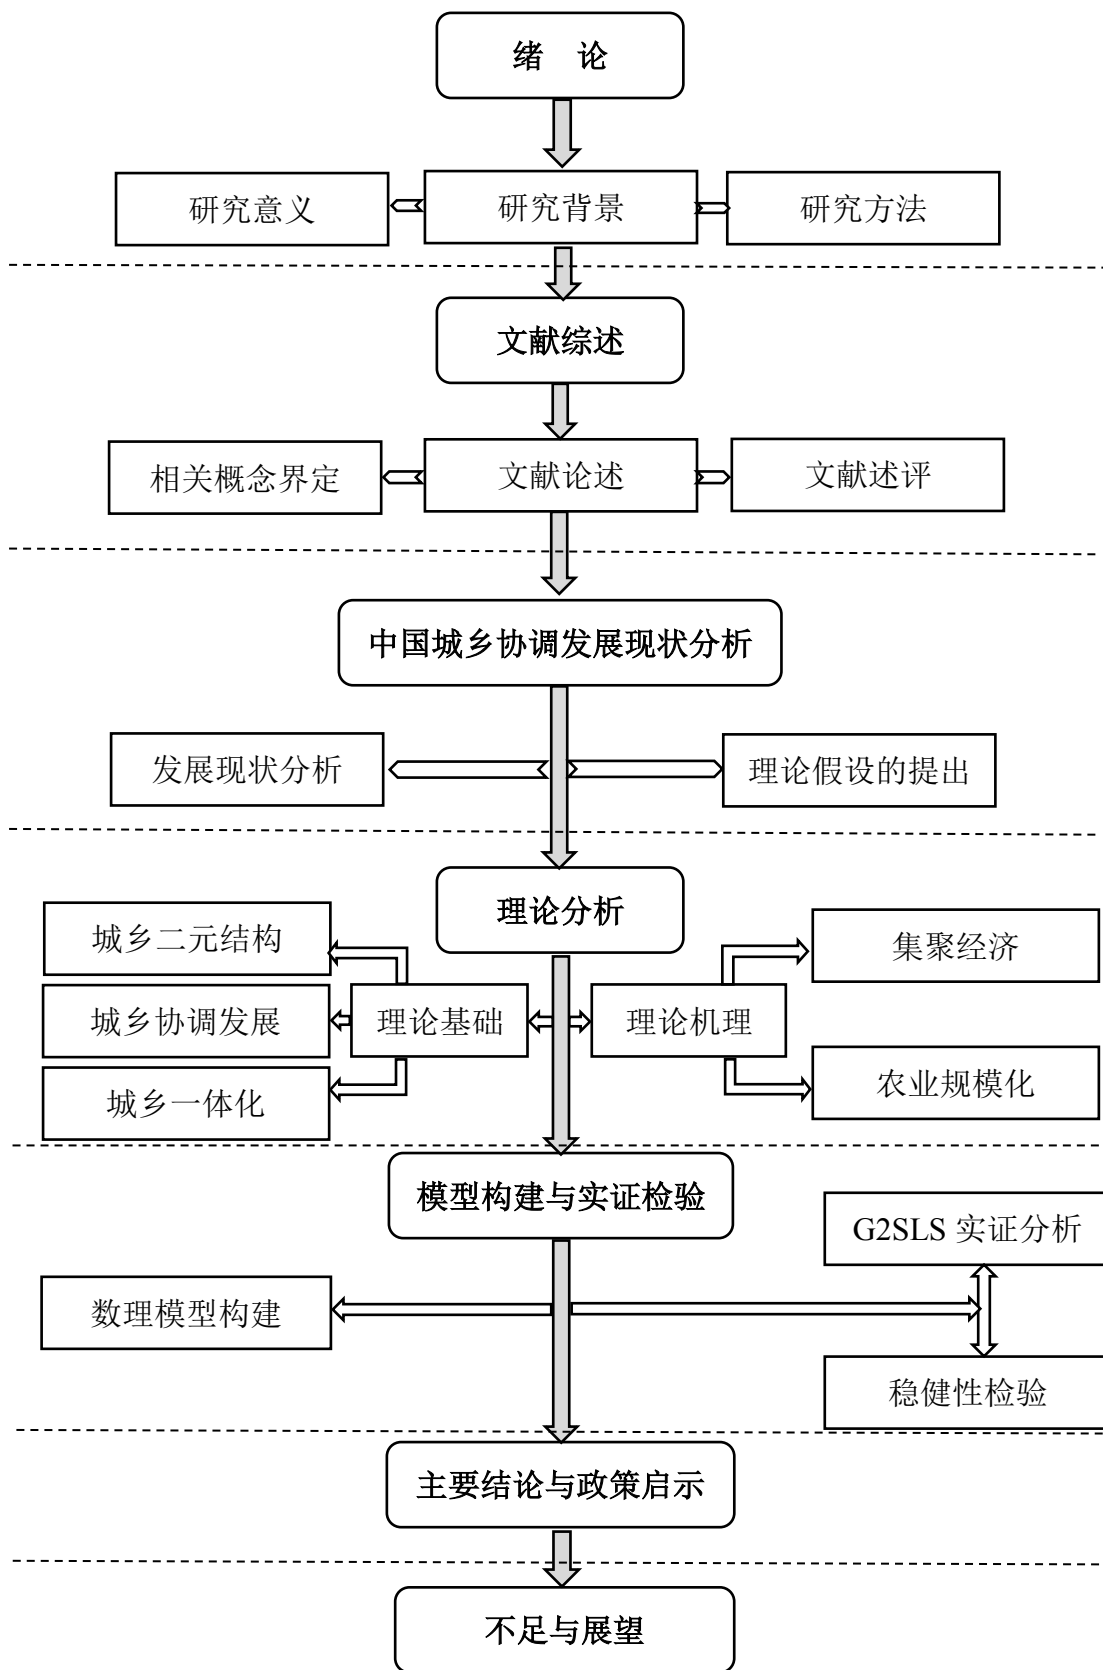 绪 论
研究意义
研究背景
研究方法
文献综述
相关概念界定
文献论述
文献述评
中国城乡协调发展现状分析
发展现状分析
理论假设的提出
理论分析
城乡二元结构
集聚经济
城乡协调发展
理论基础
理论机理
城乡一体化
农业规模化
模型构建与实证检验
G2SLS 实证分析
数理模型构建
稳健性检验
主要结论与政策启示
不足与展望